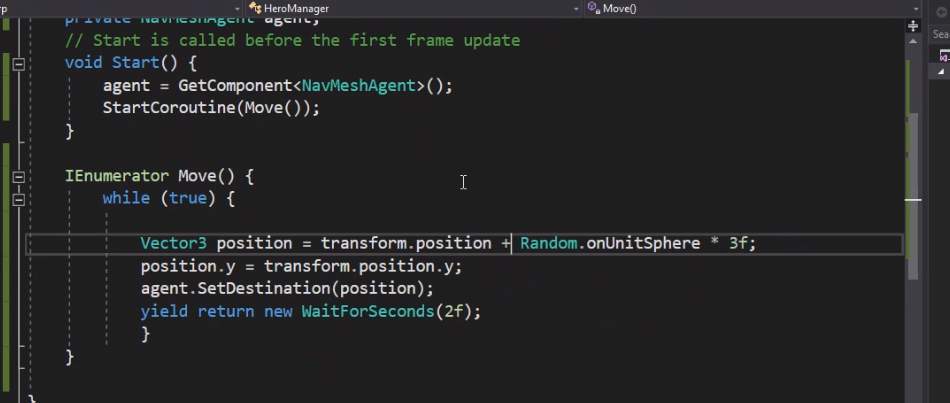 rp
HeroManager
Move()
Sea
private NavMeshAgent agent;
// Start is called before the first frame update
void Start() {
agent = GetComponent<NavMeshAgent>();
StartCoroutine(Move());
}
IEnumerator Move() {
while (true) {
Vector3 position = transform.position + Random.onUnitSphere * 3f;
position.y = transform.position.y;
agent.SetDestination(position);
yield return new WaitForSeconds(2f);
}
}
}